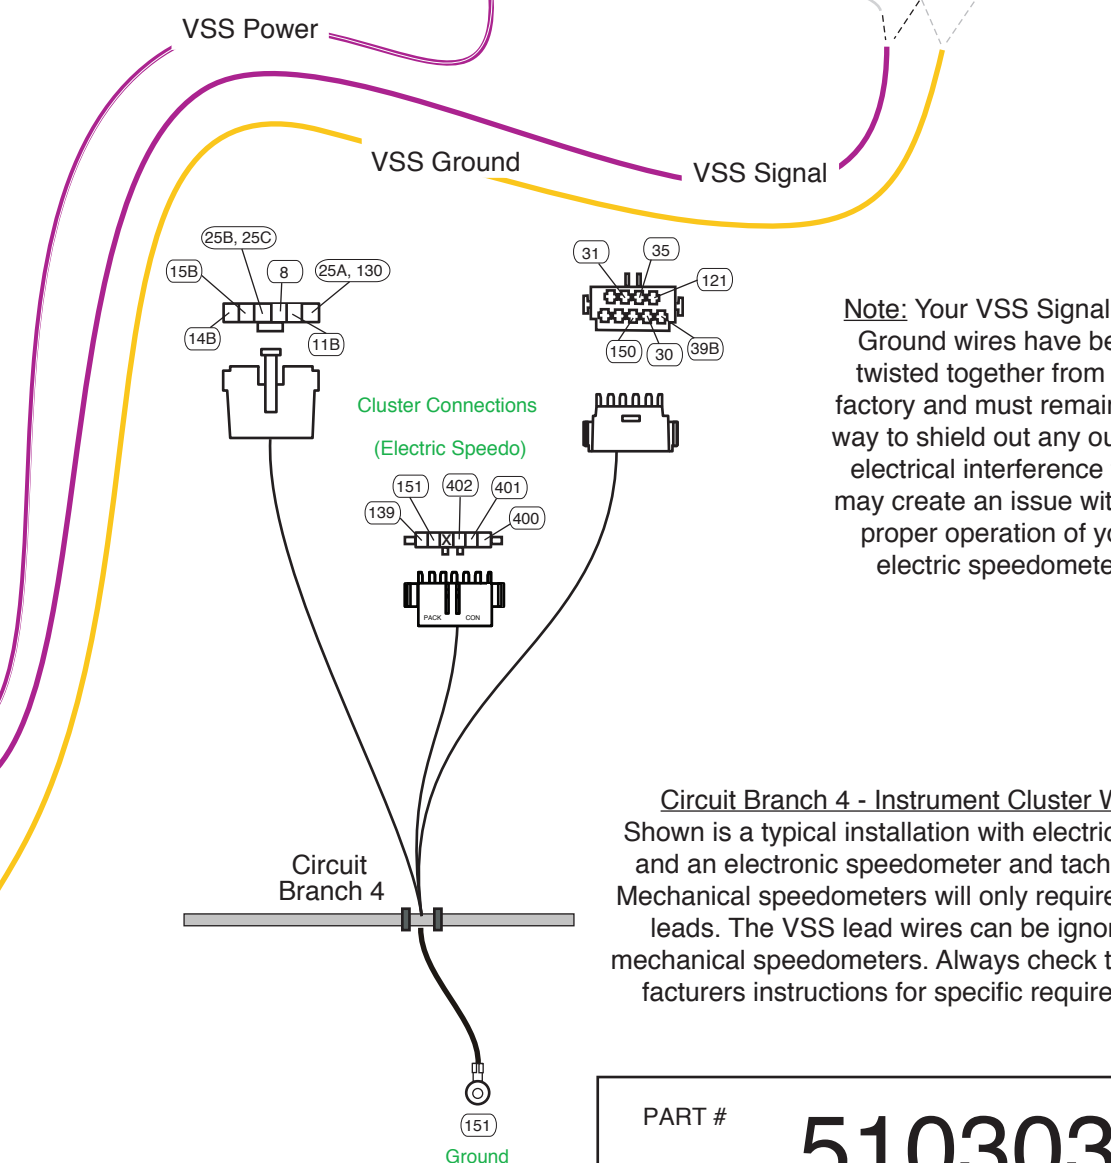 VSS Power
VSS Ground
VSS Signal
25B, 25C
15B
8
25A, 130
14B
11B
31
35
121
150
30
39B
Cluster Connections
(Electric Speedo)
151
402
401
139
400
X
PACK
CON
Note: Your VSS Signal
Ground wires have be
twisted together from
factory and must remai
way to shield out any ou
electrical interference
may create an issue wit
proper operation of yo
electric speedomete
Circuit Branch 4 - Instrument Cluster W
Shown is a typical installation with electric
and an electronic speedometer and tach
Mechanical speedometers will only require
leads. The VSS lead wires can be ignor
mechanical speedometers. Always check t
facturers instructions for specific require
Circuit
Branch 4
151
Ground
PART #
510303